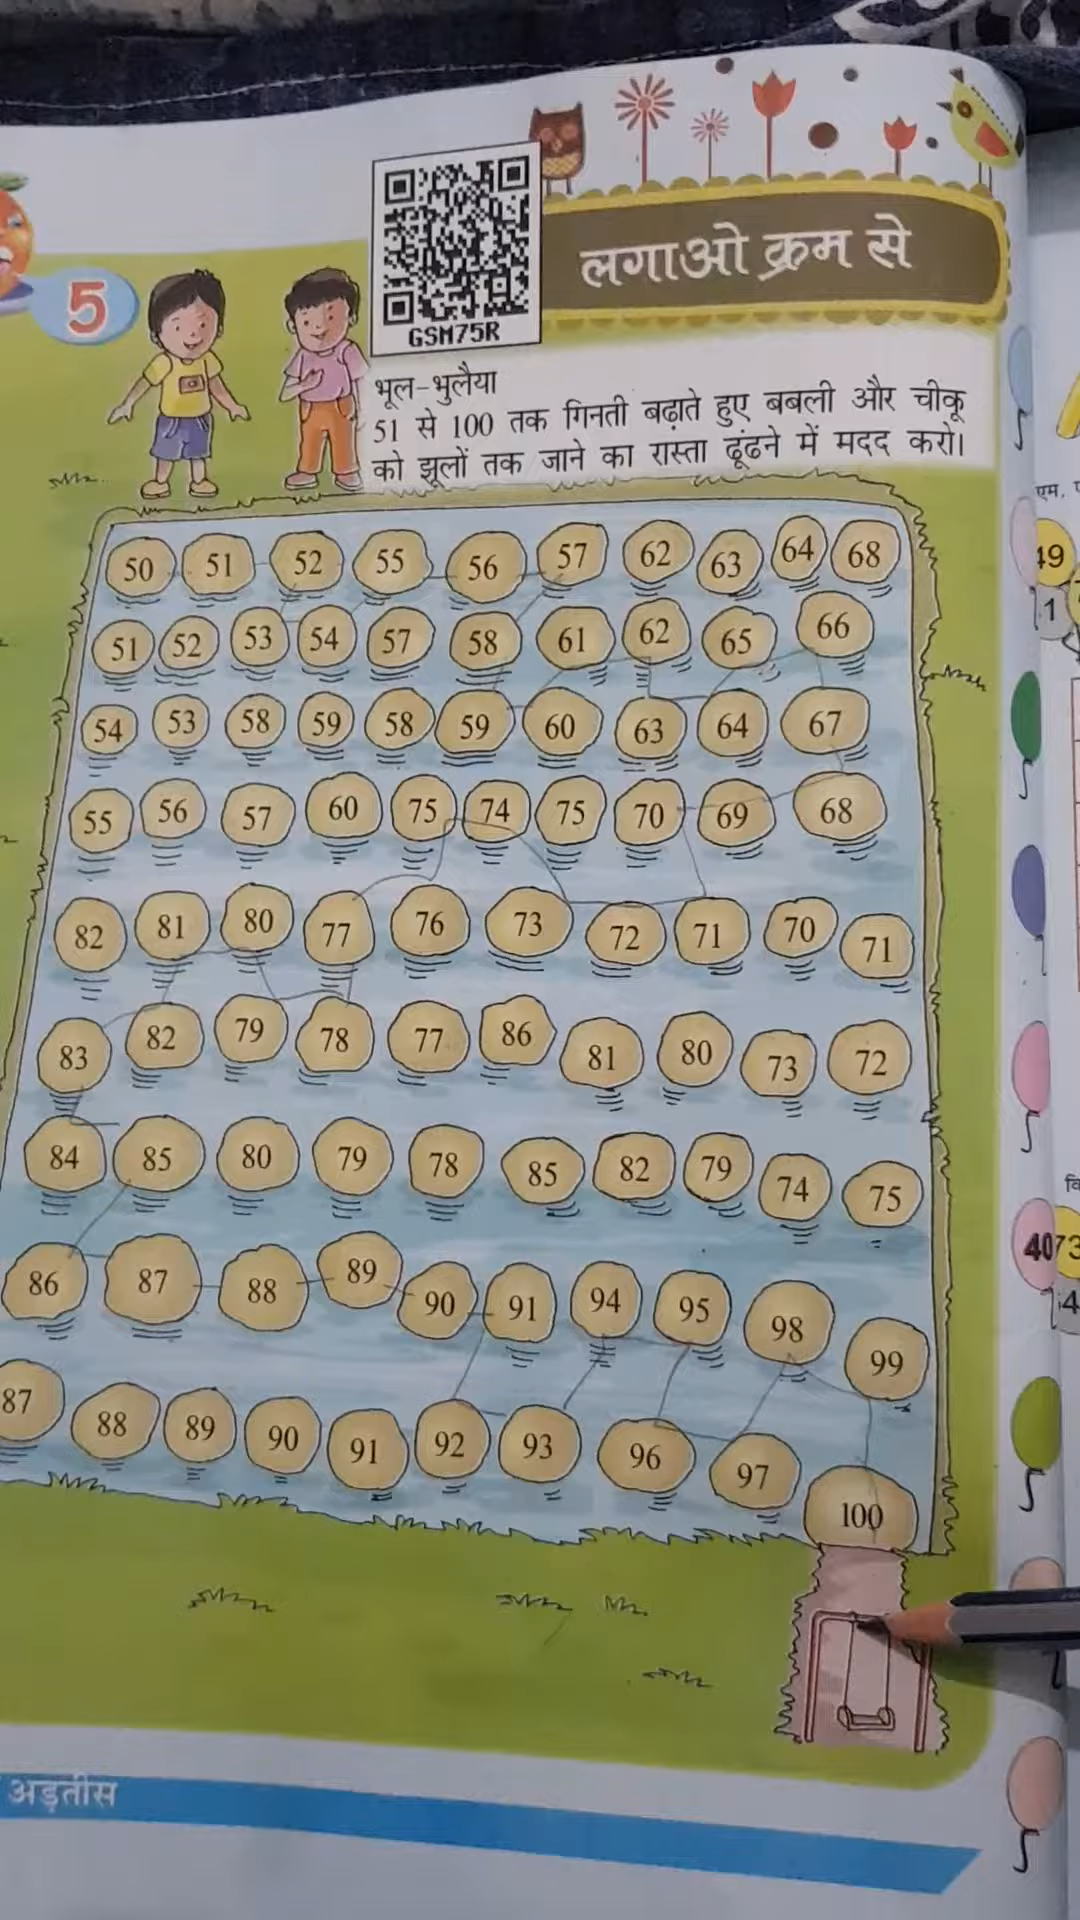 लगाओ क्रम से
5
GSM75R
भूल-भुलैया
51 से 100 तक गिनती बढ़ाते हुए बबली और चीकू
को झूलों तक जाने का रास्ता ढूंढने में मदद करो।
एम.
50 51 52 55 56 57 62 63 64 68
49
1
51 52 53 54 57 58 61 62 65 66
54 53 58 59 58 59 60 63 64 67
55 56 57 60 75 74 75 70 69 68
82 81 80 77 76 73 72 71 70 71
83 82 79 78 77 86 81 80 73 72
84 85 80 79 78 85 82 79 74 75
86 87 88 89 90 91 94 95 98 99
40
73
87 88 89 90 91 92 93 96 97 100
अड़तीस